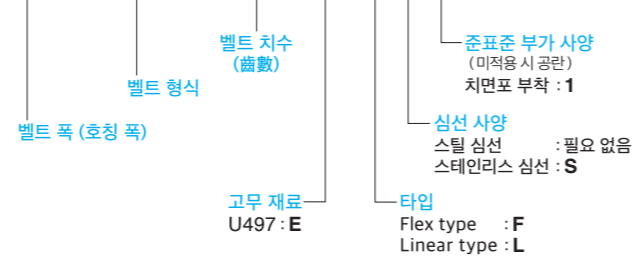 벨트 치수
(齒數)
준표준 부가 사양
(미적용 시 공란)
치면포 부착 : 1
벨트 형식
벨트 폭 (호칭 폭)
심선 사양
스틸 심선 : 필요 없음
스테인리스 심선 : S
고무 재료
U497 : E
타입
Flex type : F
Linear type : L